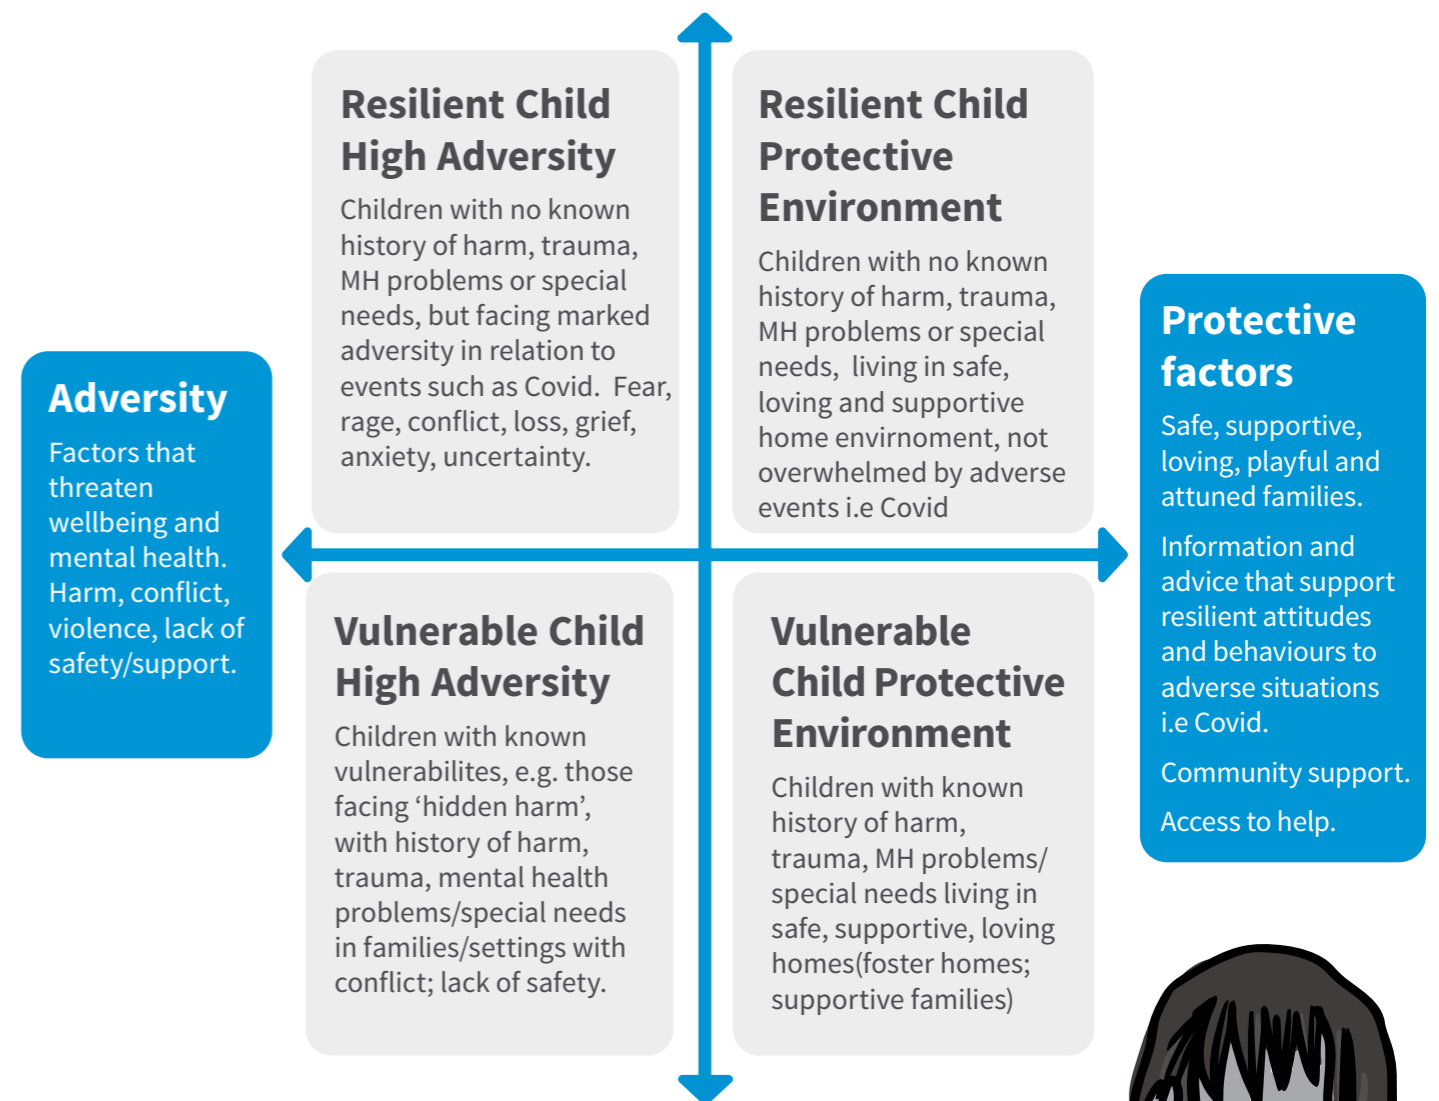 Resilient Child
High Adversity
Children with no known
history of harm, trauma,
MH problems or special
needs, but facing marked
adversity in relation to
events such as Covid.  Fear,
rage, conflict, loss, grief,
anxiety, uncertainty.
Resilient Child
Protective
Environment
Children with no known
history of harm, trauma,
MH problems or special
needs,  living in safe,
loving and supportive
home envirnoment, not
overwhelmed by adverse
events i.e Covid
Adversity
Factors that
threaten
wellbeing and
mental health.
Harm, conflict,
violence, lack of
safety/support.
Protective
factors
Safe, supportive,
loving, playful and
attuned families.
Information and
advice that support
resilient attitudes
and behaviours to
adverse situations
i.e Covid.
Community support.
Access to help.
Vulnerable Child
High Adversity
Children with known
vulnerabilites, e.g. those
facing ‘hidden harm’,
with history of harm,
trauma, mental health
problems/special needs
in families/settings with
conflict; lack of safety.
Vulnerable
Child Protective
Environment
Children with known
history of harm,
trauma, MH problems/
special needs living in
safe, supportive, loving
homes(foster homes;
supportive families)